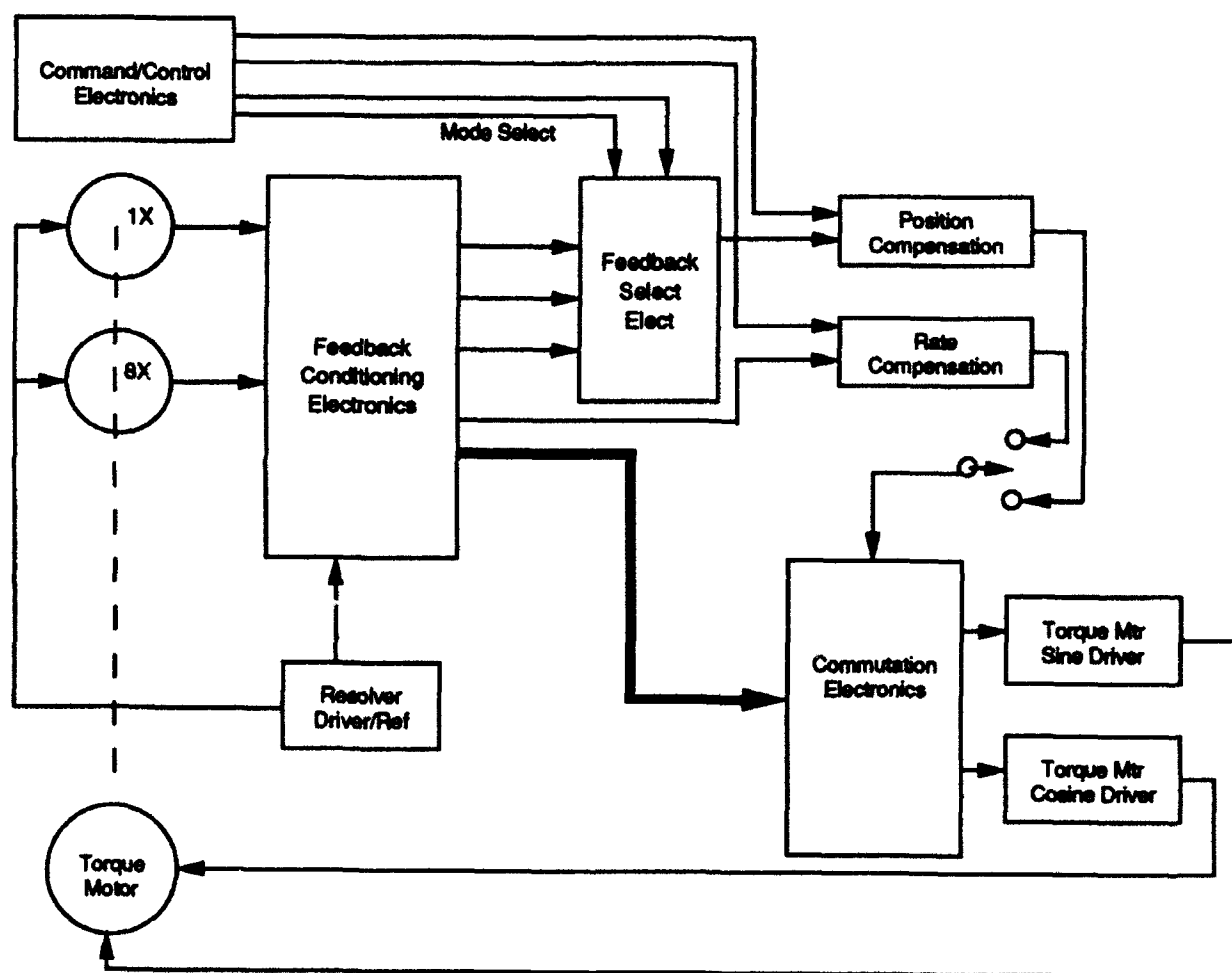 Command/Control
Electronics
Mode Select
1X
8X
Feedback
Conditioning
Electronics
Feedback
Select
Elect
Position
Compensation
Rate
Compensation
Resolver
Driver/Ref
Commutation
Electronics
Torque Mtr
Sine Driver
Torque Mtr
Cosine Driver
Torque
Motor